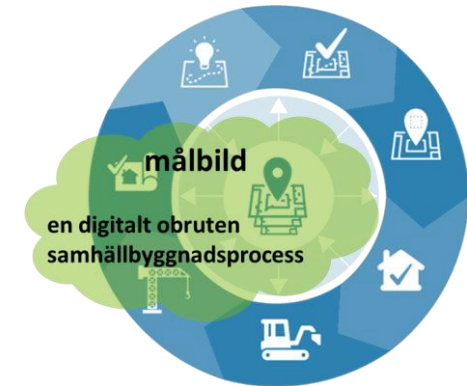 målbild
en digitalt obruten
samhällbyggnadsprocess